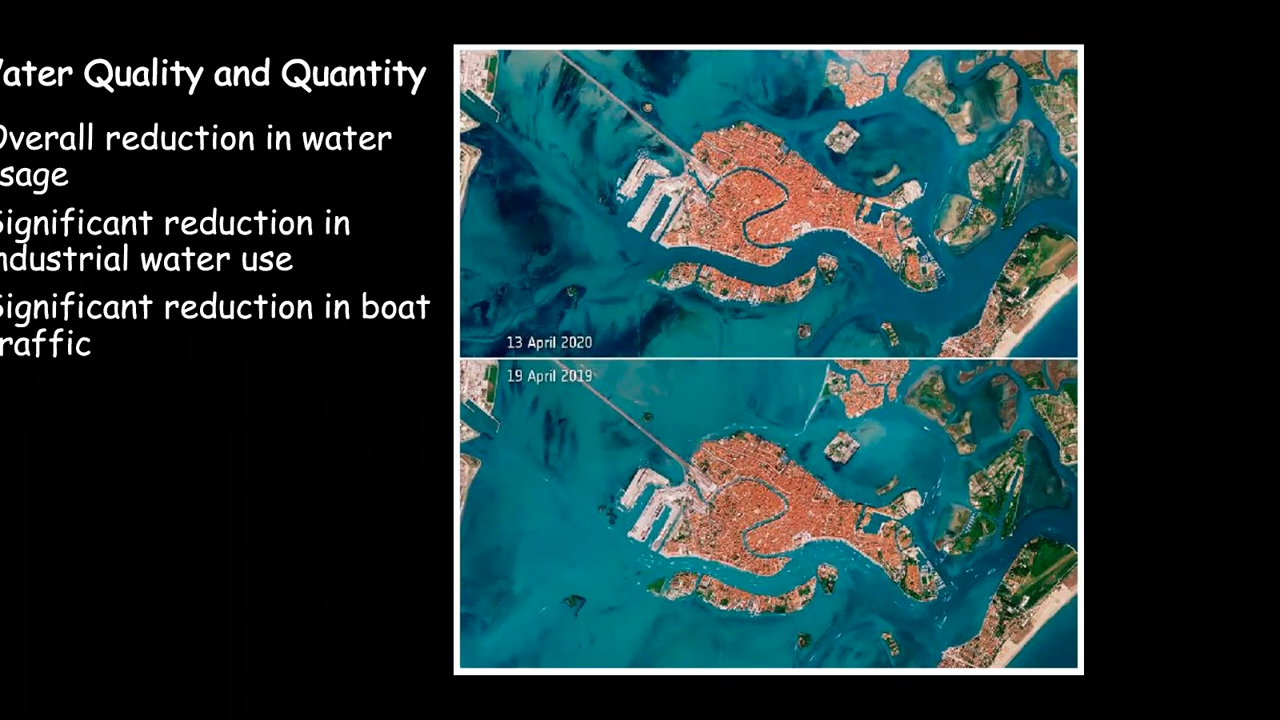 ater Quality and Quantity
Overall reduction in water
sage
Significant reduction in
ndustrial water use
Significant reduction in boat
raffic
13 April 2020
19 April 2019